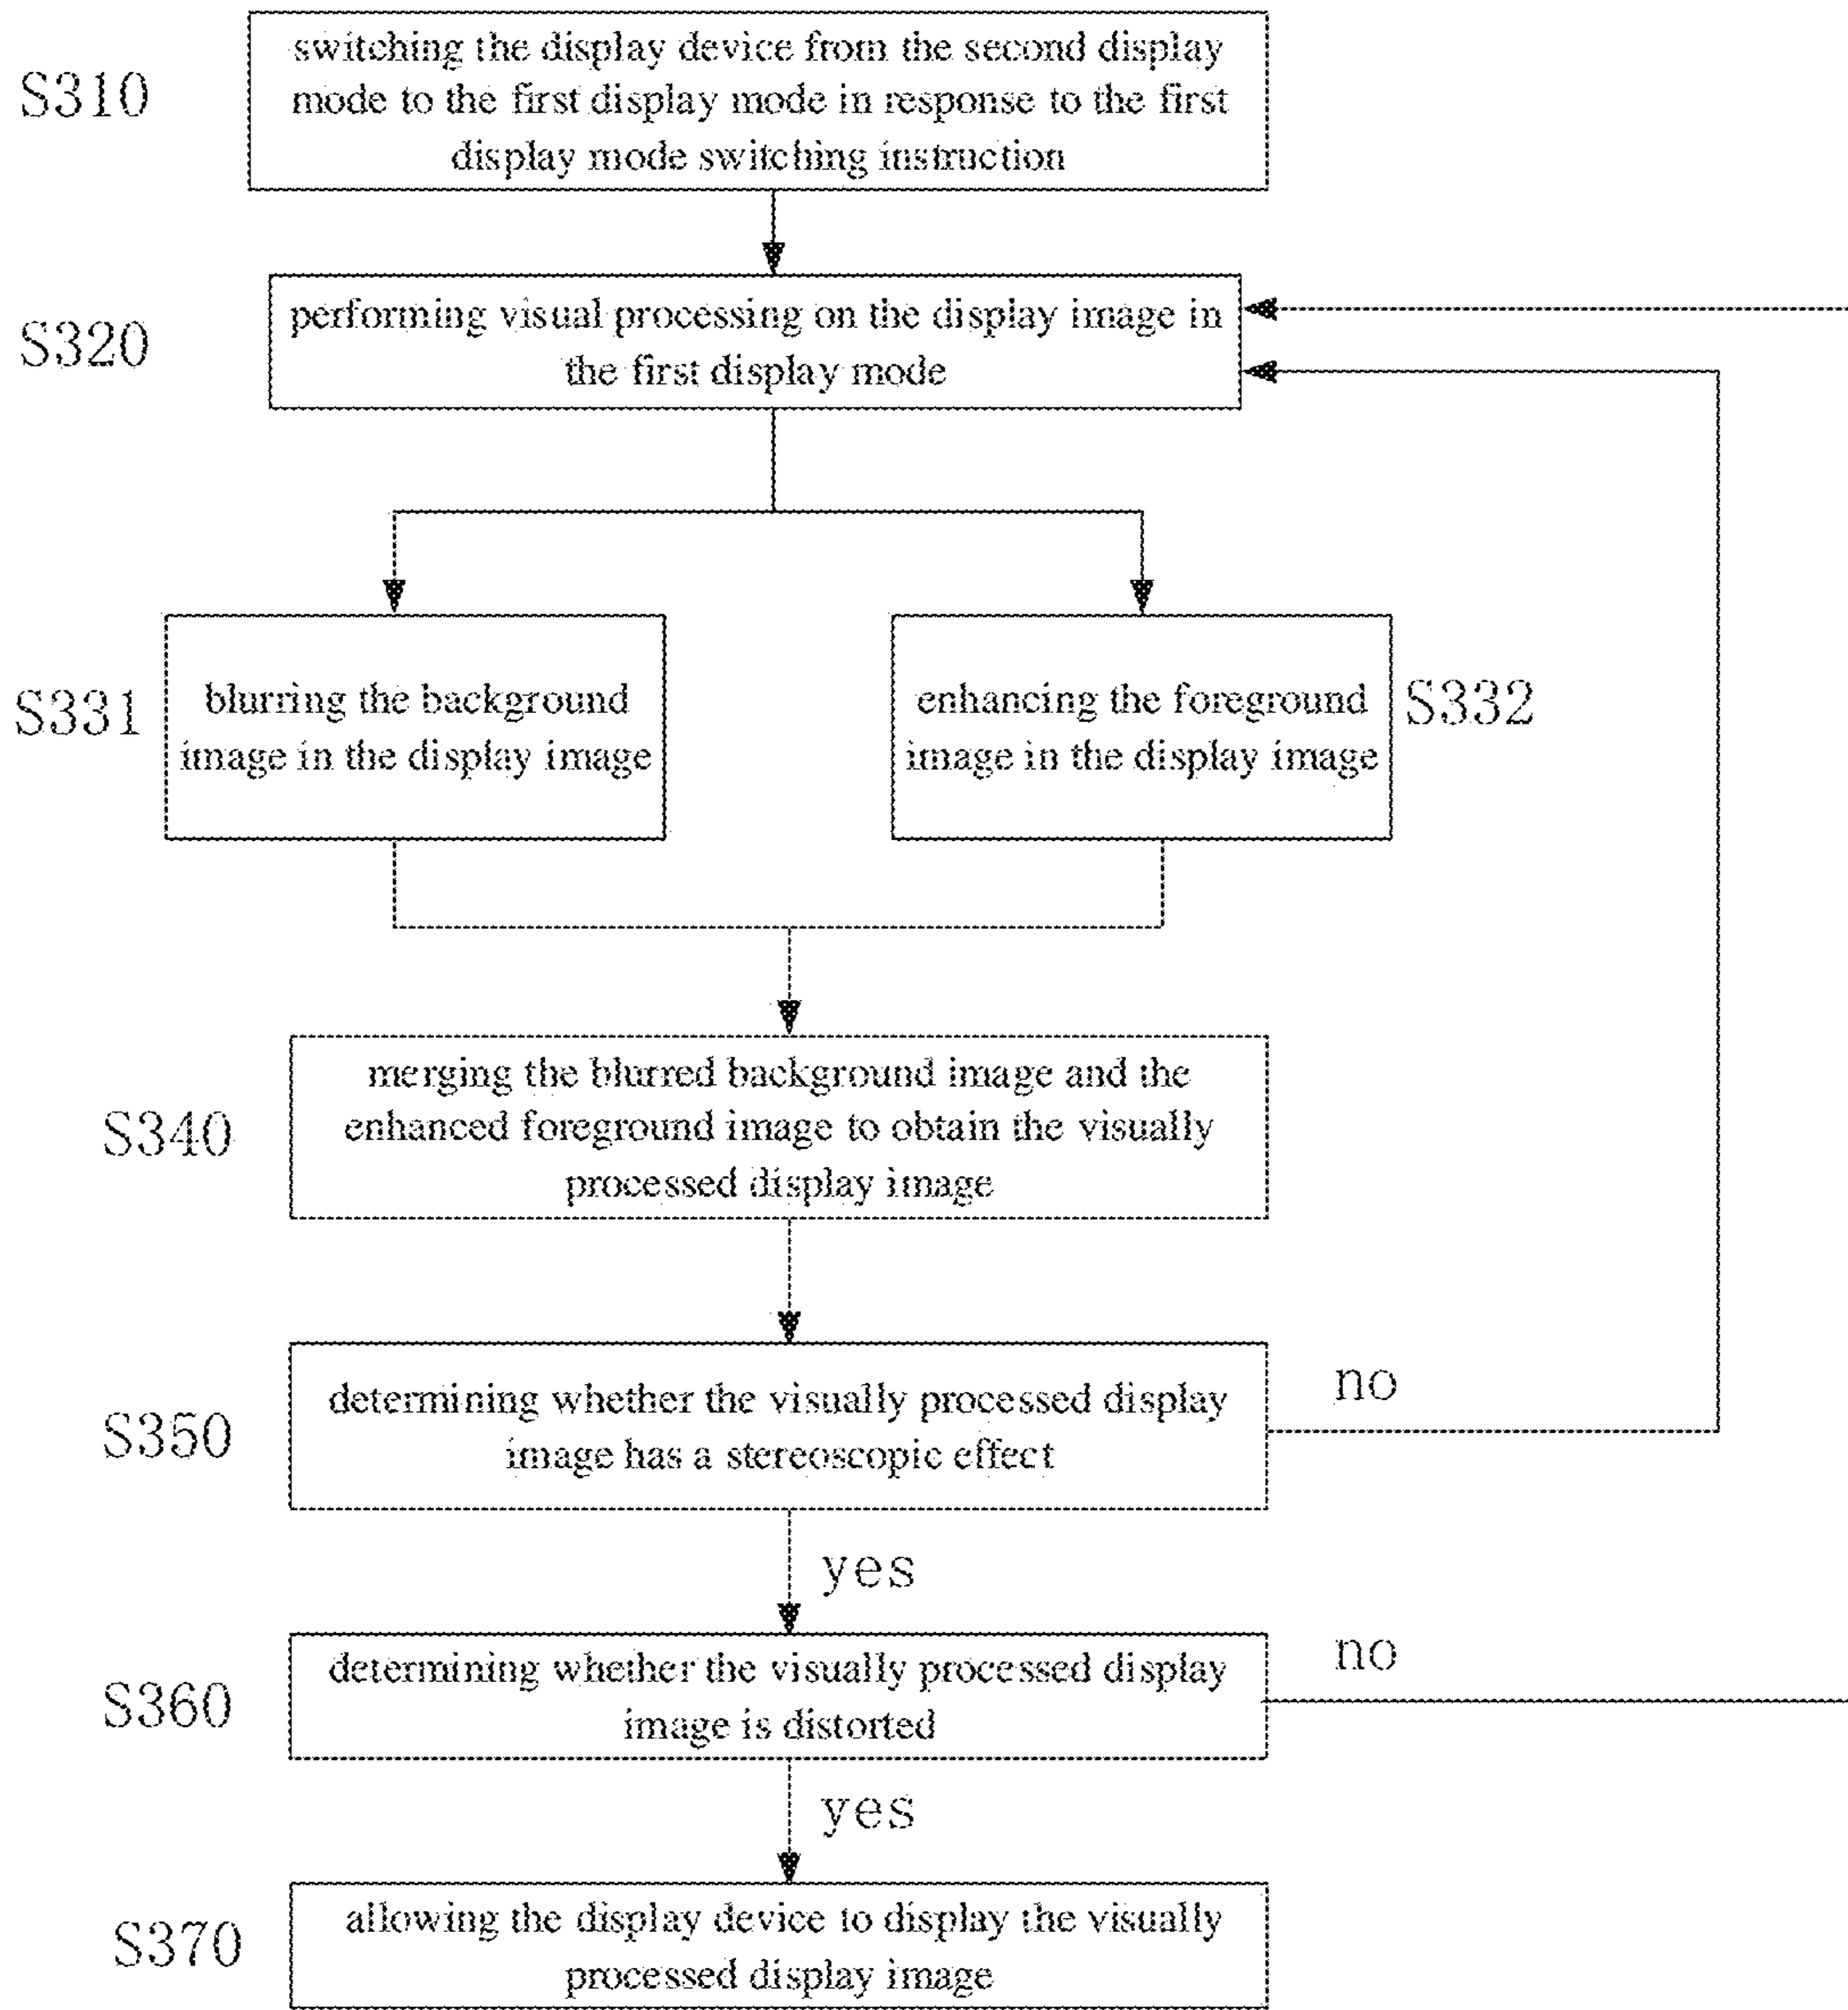 S310
switching the display device from the second display
mode to the first display mode in response to the first
display mode switching instruction
S320
performing visual processing on the display image in
the first display mode
S331
blurring the background
image in the display image
enhancing the foreground
image in the display image
S332
S340
merging the blurred background image and the
enhanced foreground image to obtain the visually
processed display image
S350
determining whether the visually processed display
image has a stereoscopic effect
no
yes
S360
determining whether the visually processed display
image is distorted
no
yes
S370
allowing the display device to display the visually
processed display image